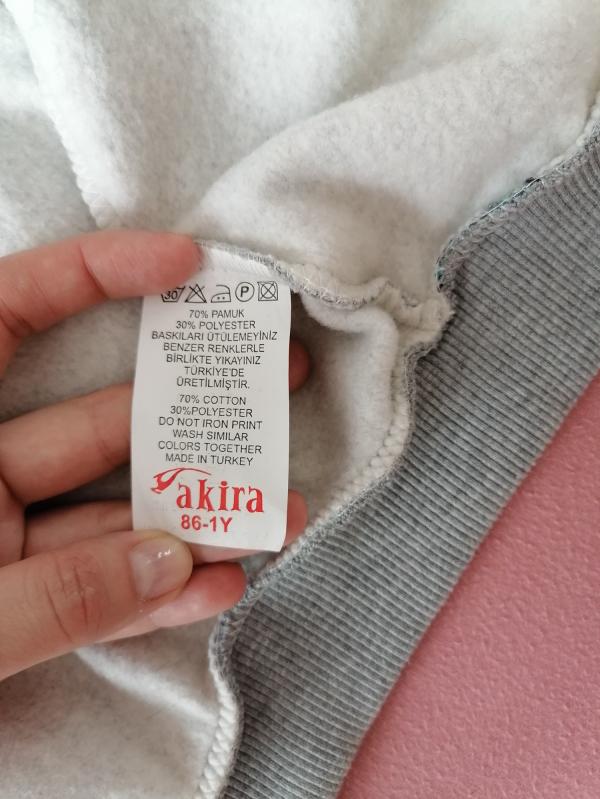 30 P
70% PAMUK
30% POLYESTER
BASKILARI ÜTÜLEMEYİNİZ
BENZER RENKLERLE
BİRLİKTE YIKAYINIZ
TÜRKİYE'DE
ÜRETİLMİŞTİR.
70% COTTON
30%POLYESTER
DO NOT IRON PRINT
WASH SIMILAR
COLORS TOGETHER
MADE IN TURKEY
akira
86-1Y